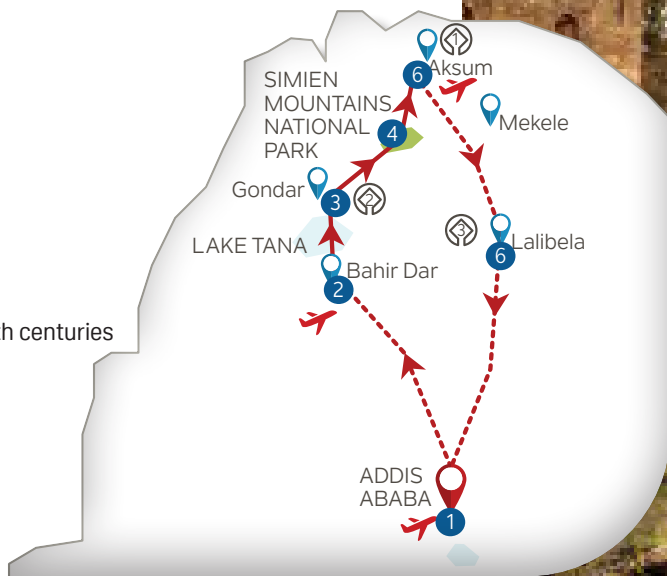 1
6
Aksum
SIMIEN
MOUNTAINS
NATIONAL
PARK
4
Mekele
Gondar
3
2
LAKE TANA
3
Lalibela
6
Bahir Dar
2
h centuries
ADDIS
ABABA
1